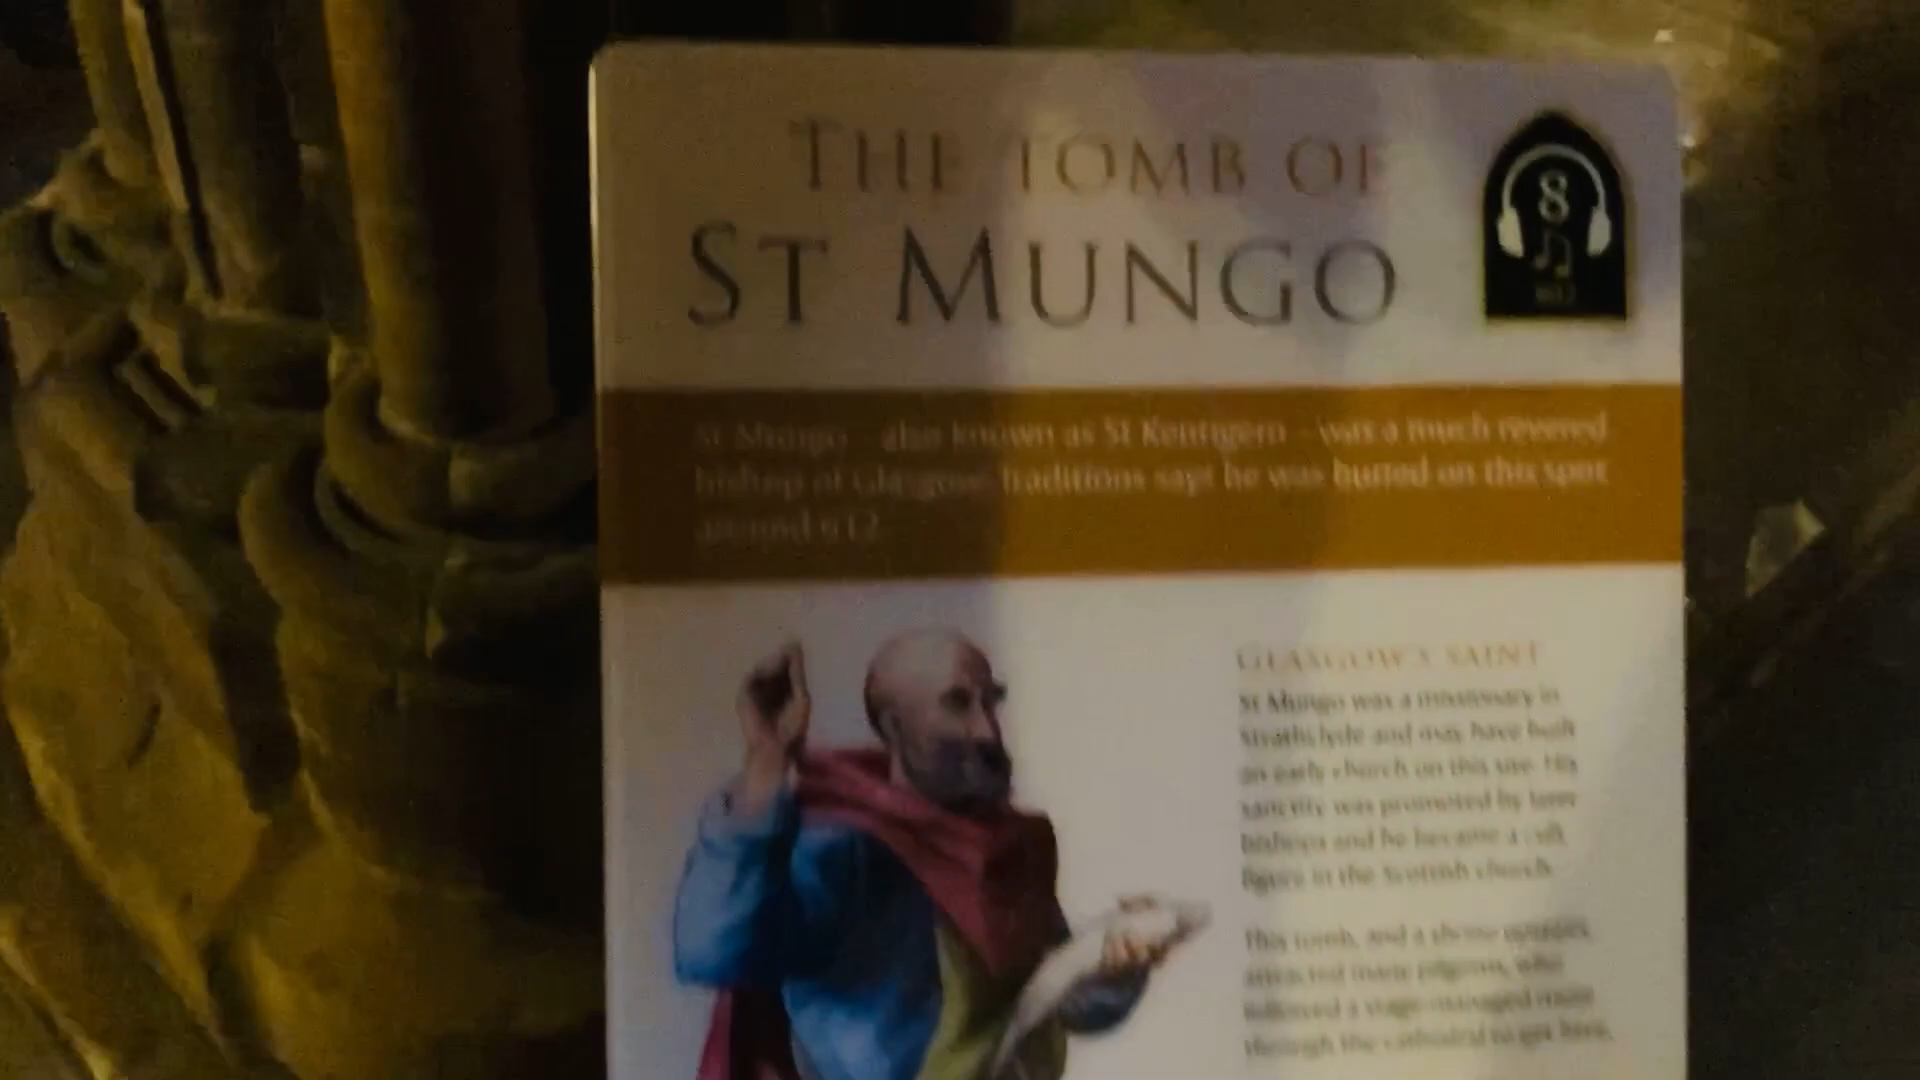 THE TOMB OF
ST MUNGO
8
St Mungo – also known as St Kentigern – was a much revered
bishop of Glasgow. Traditions says he was buried on this spot
around 612
GLASGOW'S SAINT
St Mungo was a missionary in
Strathclyde and may have built
an early church on this site. His
sanctity was promoted by later
bishops and he became a cult
figure in the Scottish church.
This tomb, and a shrine upstairs,
attracted many pilgrims, who
followed a stage-managed route
through the cathedral to get here.